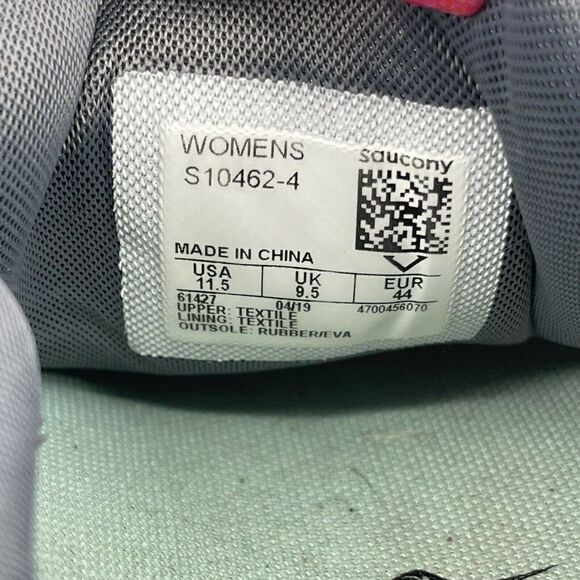 WOMENS
saucony
S10462-4
MADE IN CHINA
USA UK EUR
11.5 9.5 44
61427 04/19 4700456070
UPPER: TEXTILE
LINING: TEXTILE
OUTSOLE: RUBBER/EVA